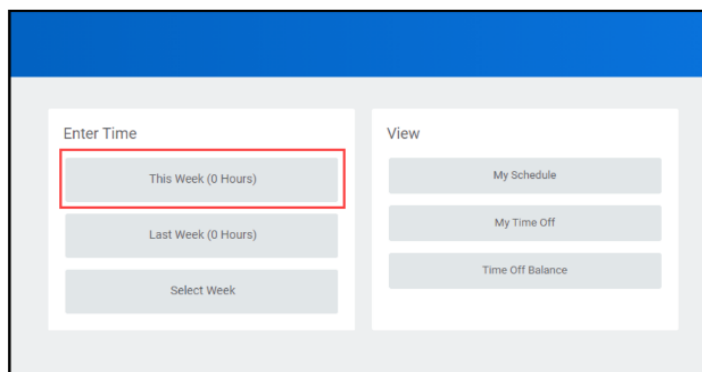 Enter Time
This Week (0 Hours)
Last Week (0 Hours)
Select Week
View
My Schedule
My Time Off
Time Off Balance